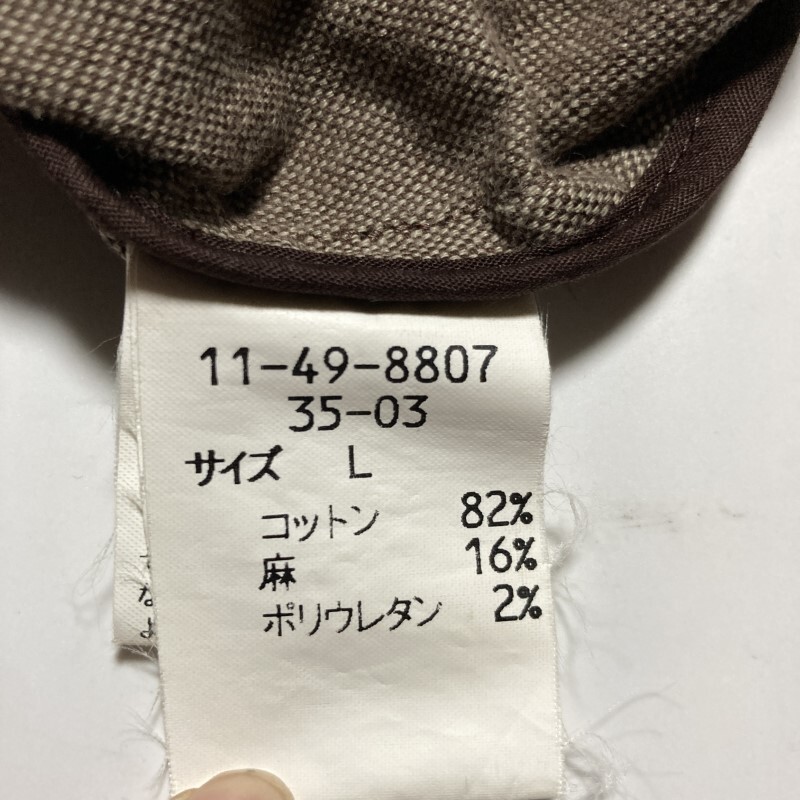 11-49-8807
35-03
サイズ L
コットン 82%
麻 16%
ポリウレタン 2%